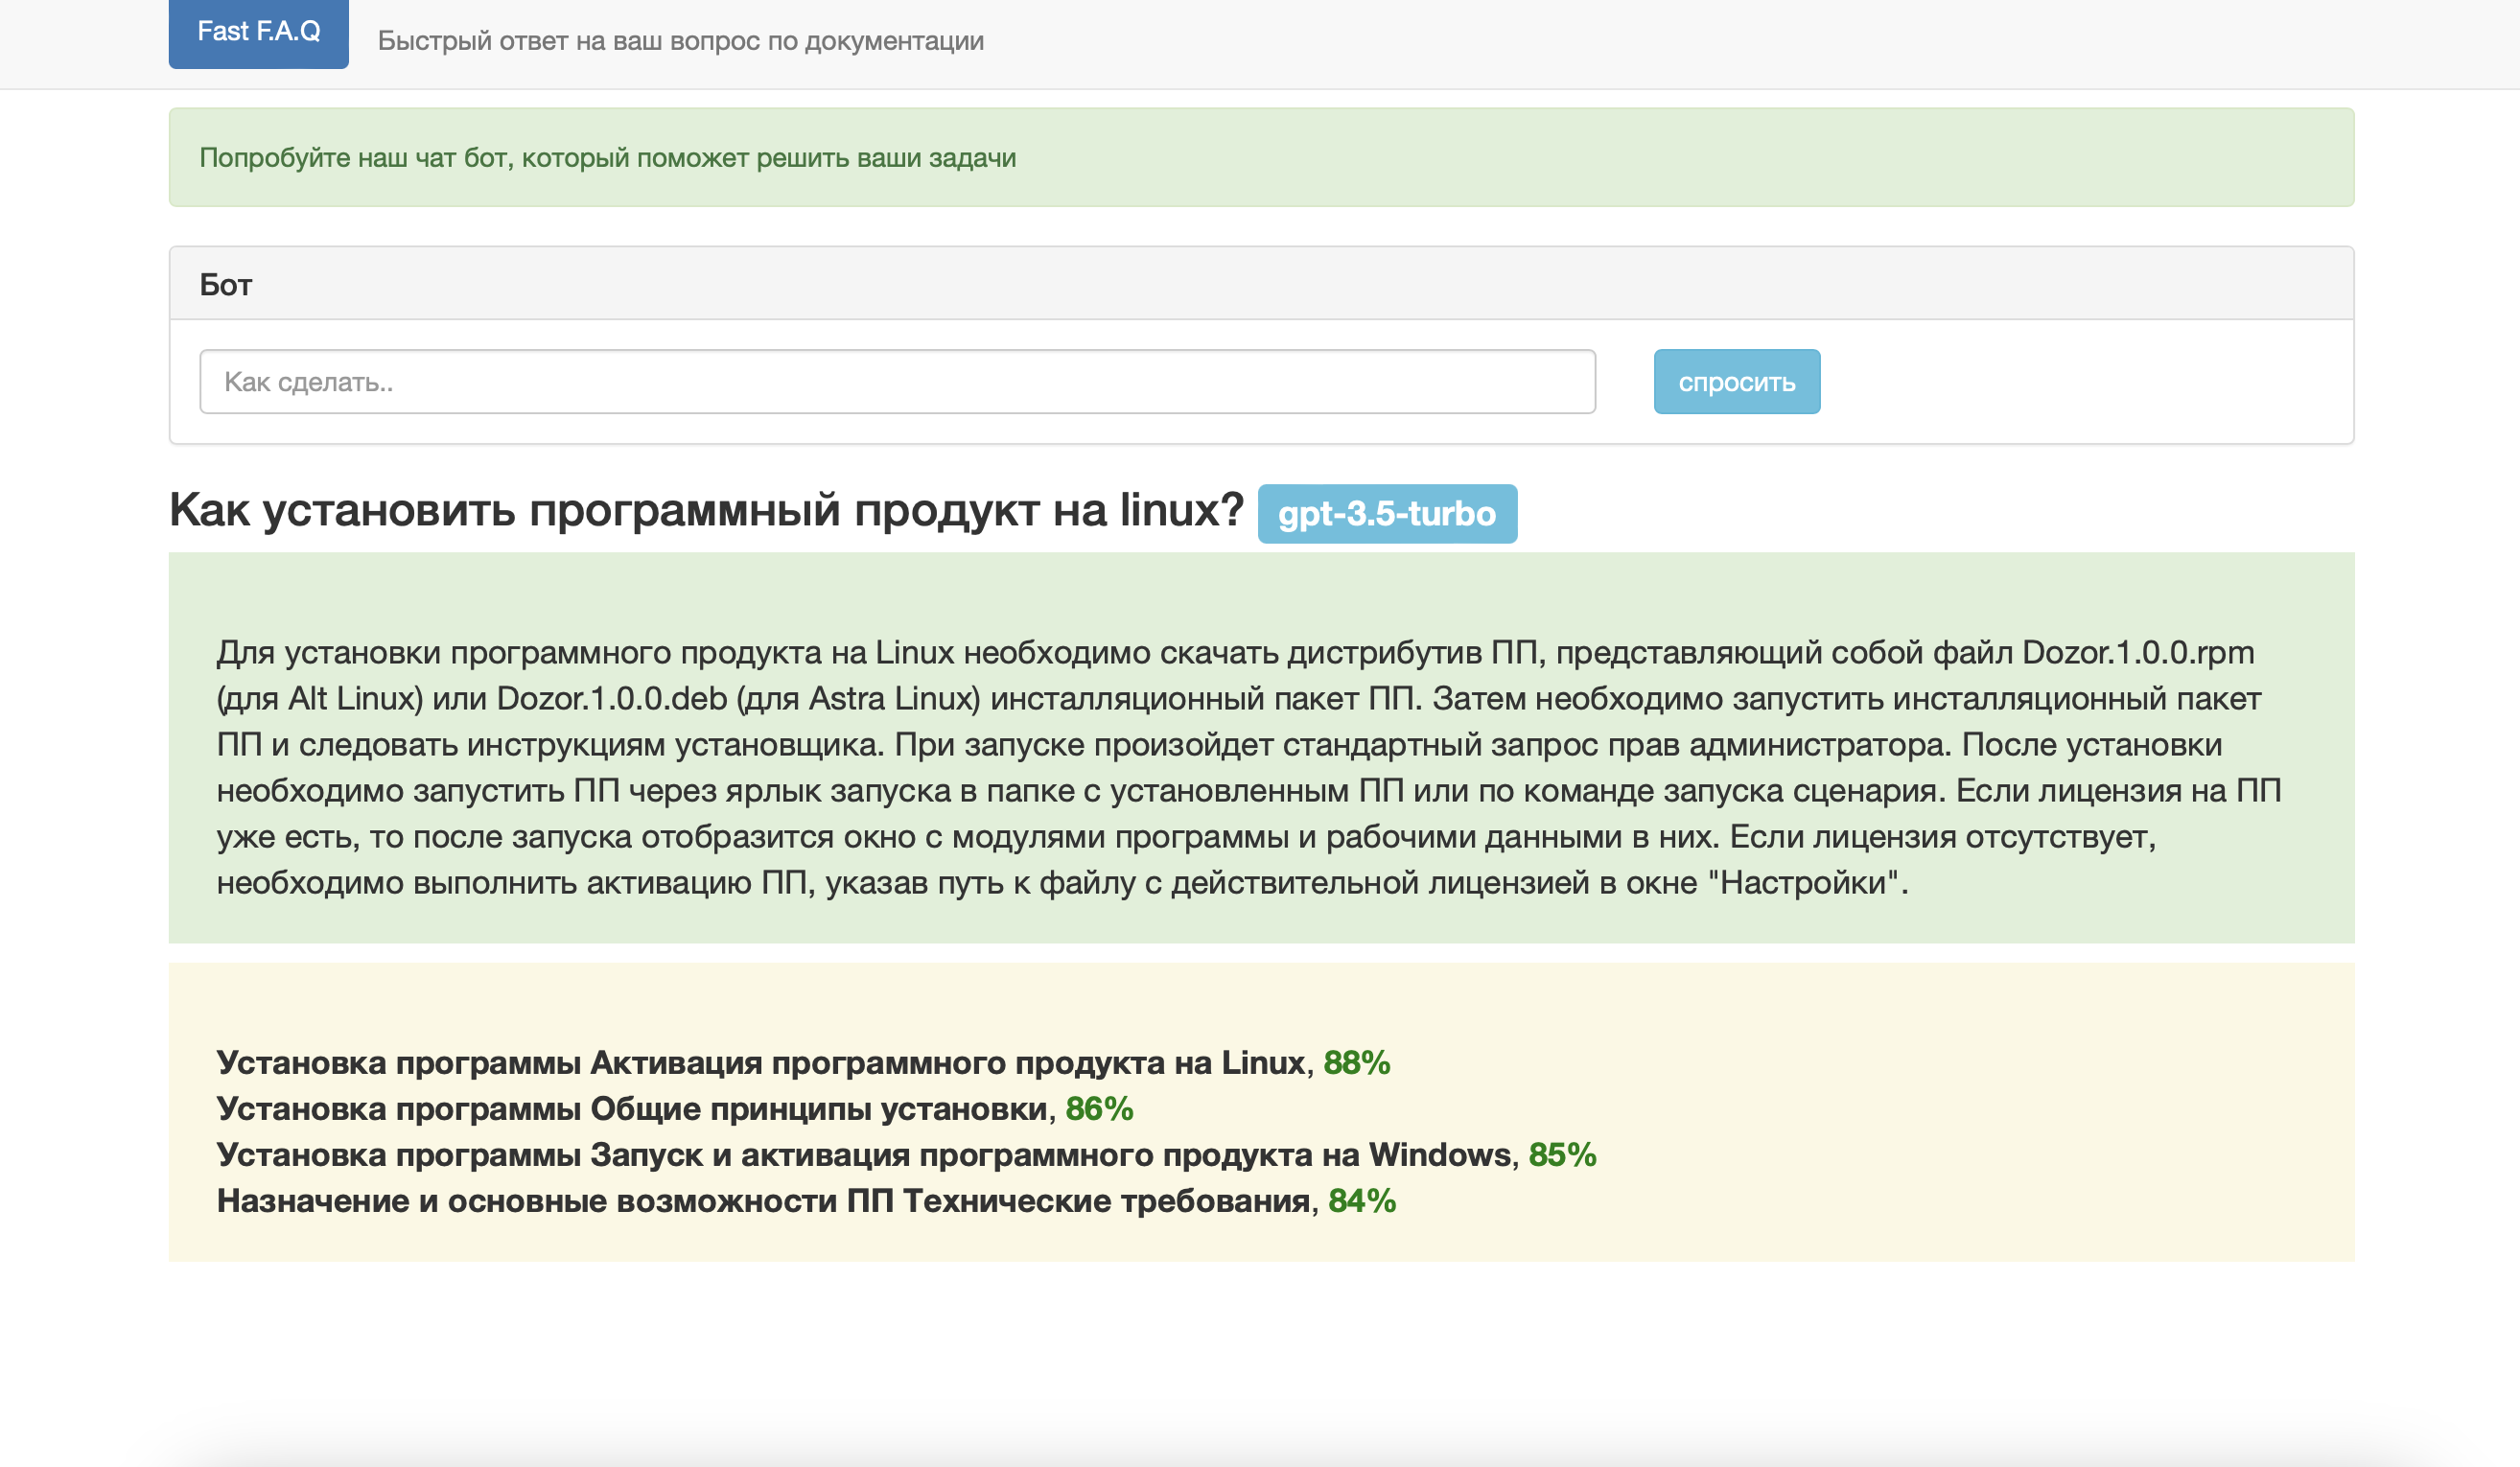 Fast F.A.Q
Быстрый ответ на ваш вопрос по документации
Попробуйте наш чат бот, который поможет решить ваши задачи
Бот
Как сделать..
спросить
Как установить программный продукт на linux? gpt-3.5-turbo
Для установки программного продукта на Linux необходимо скачать дистрибутив ПП, представляющий собой файл Dozor.1.0.0.rpm
(для Alt Linux) или Dozor.1.0.0.deb (для Astra Linux) инсталляционный пакет ПП. Затем необходимо запустить инсталляционный пакет
ПП и следовать инструкциям установщика. При запуске произойдет стандартный запрос прав администратора. После установки
необходимо запустить ПП через ярлык запуска в папке с установленным ПП или по команде запуска сценария. Если лицензия на ПП
уже есть, то после запуска отобразится окно с модулями программы и рабочими данными в них. Если лицензия отсутствует,
необходимо выполнить активацию ПП, указав путь к файлу с действительной лицензией в окне "Настройки".
Установка программы Активация программного продукта на Linux, 88%
Установка программы Общие принципы установки, 86%
Установка программы Запуск и активация программного продукта на Windows, 85%
Назначение и основные возможности ПП Технические требования, 84%